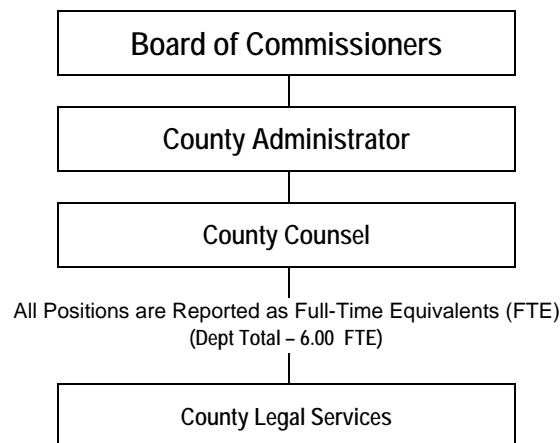 Board of Commissioners
County Administrator
County Counsel
All Positions are Reported as Full-Time Equivalents (FTE)
(Dept Total – 6.00 FTE)
County Legal Services